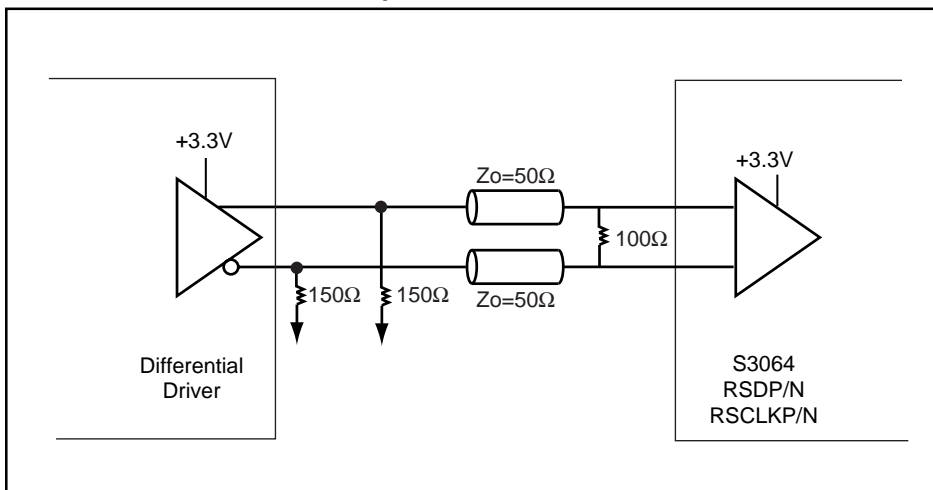 +3.3V
Zo=50Ω
+3.3V
100Ω
150Ω
150Ω
Zo=50Ω
Differential
Driver
S3064
RSDP/N
RSCLKP/N